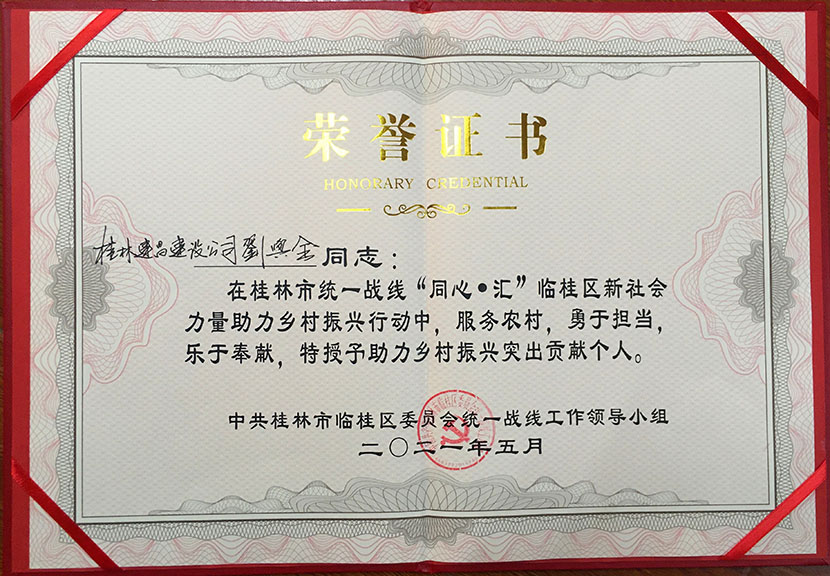 荣誉证书
HONORARY CREDENTIAL
桂林建昌建设公司劉興金同志：
在桂林市统一战线“同心•汇”临桂区新社会
力量助力乡村振兴行动中，服务农村，勇于担当，
乐于奉献，特授予助力乡村振兴突出贡献个人。
中共桂林市临桂区委员会统一战线工作领导小组
二〇二一年五月